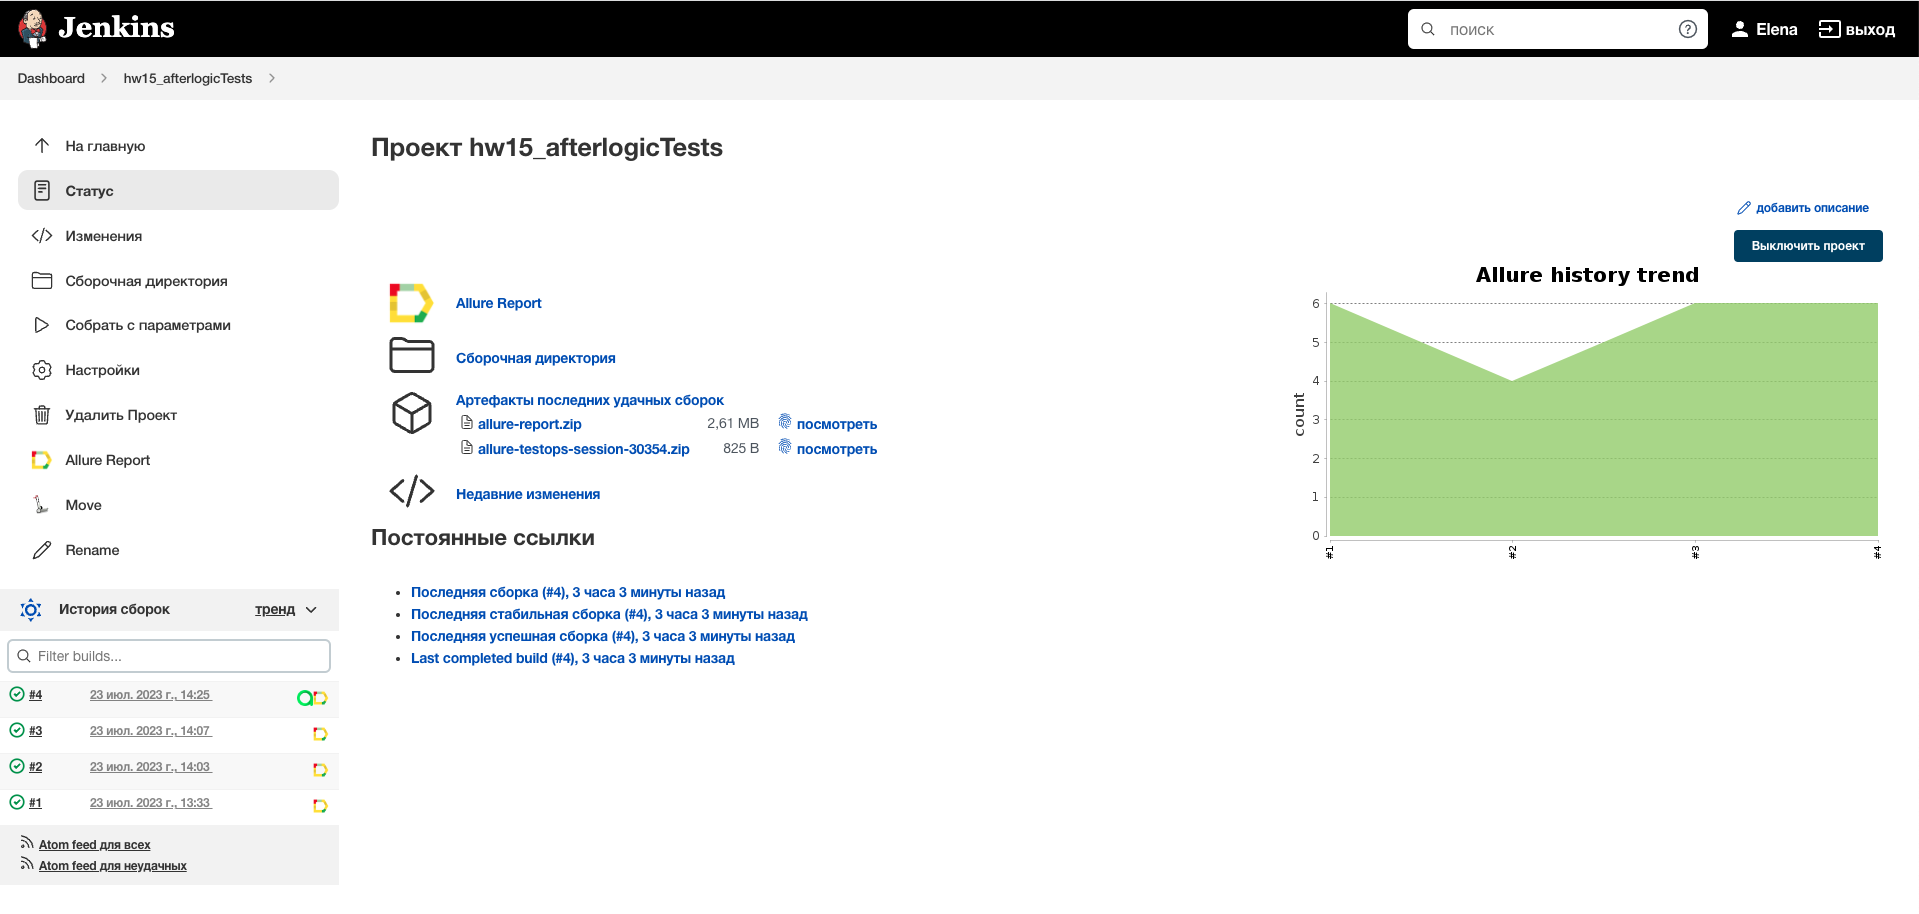 Jenkins
поиск
Elena
выход
Dashboard
hw15_afterlogicTests
На главную
Статус
Изменения
Сборочная директория
Собрать с параметрами
Настройки
Удалить Проект
Allure Report
Move
Rename
История сборок
тренд
Filter builds...
#4 23 июл. 2023 г., 14:25
#3 23 июл. 2023 г., 14:07
#2 23 июл. 2023 г., 14:03
#1 23 июл. 2023 г., 13:33
Atom feed для всех
Atom feed для неудачных
Проект hw15_afterlogicTests
добавить описание
Выключить проект
Allure Report
Сборочная директория
Артефакты последних удачных сборок
allure-report.zip 2,61 MB посмотреть
allure-testops-session-30354.zip 825 B посмотреть
Недавние изменения
Постоянные ссылки
Последняя сборка (#4), 3 часа 3 минуты назад
Последняя стабильная сборка (#4), 3 часа 3 минуты назад
Последняя успешная сборка (#4), 3 часа 3 минуты назад
Last completed build (#4), 3 часа 3 минуты назад
Allure history trend
count
6
5
4
3
2
1
0
#1
#2
#3
#4